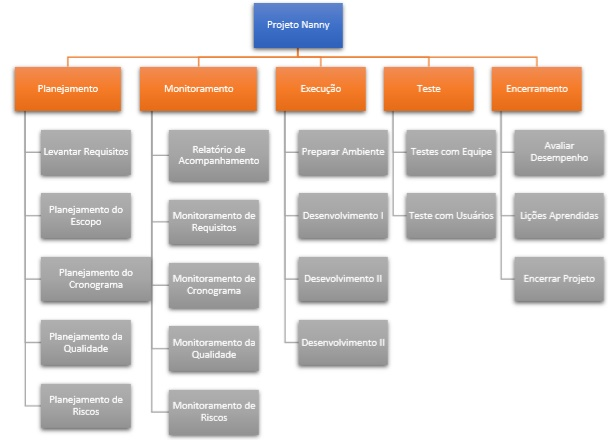 Projeto Nanny
Planejamento
Monitoramento
Execução
Teste
Encerramento
Levantar Requisitos
Planejamento do
Escopo
Planejamento do
Cronograma
Planejamento da
Qualidade
Planejamento de
Riscos
Relatório de
Acompanhamento
Monitoramento de
Requisitos
Monitoramento de
Cronograma
Monitoramento da
Qualidade
Monitoramento de
Riscos
Preparar Ambiente
Desenvolvimento I
Desevolvimento II
Desenvolvimento II
Testes com Equipe
Teste com Usuários
Avaliar
Desempenho
Lições Aprendidas
Encerrar Projeto